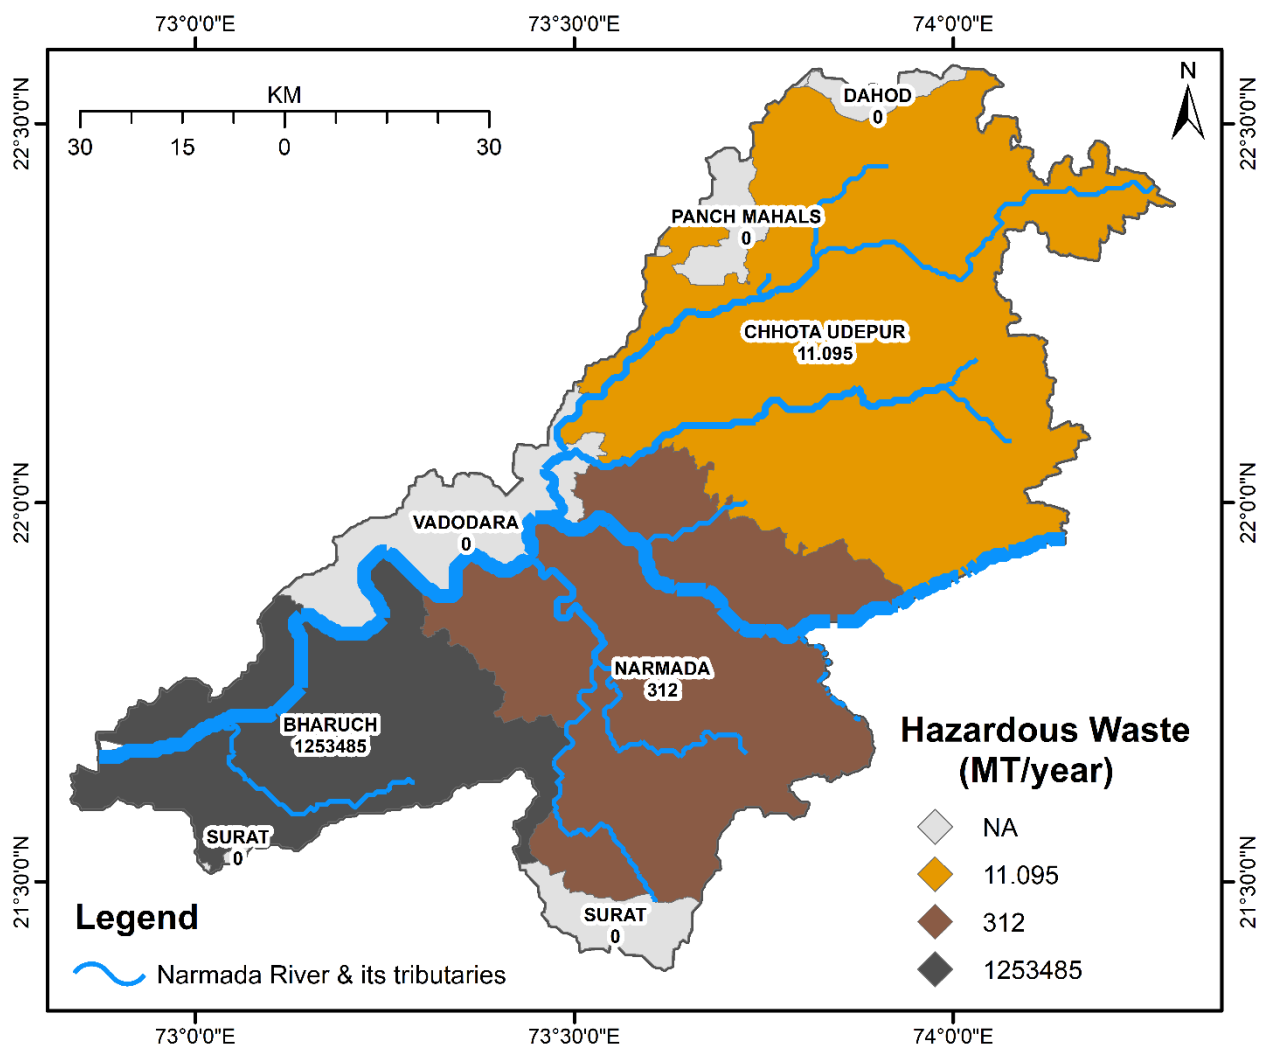 73°0'0"E
73°30'0"E
74°0'0"E
KM
30 15 0 30
N
22°30'0"N
22°30'0"N
DAHOD
0
PANCH MAHALS
0
CHHOTA UDEPUR
11.095
22°0'0"N
22°0'0"N
VADODARA
0
NARMADA
312
BHARUCH
1253485
SURAT
0
SURAT
0
21°30'0"N
21°30'0"N
Hazardous Waste
(MT/year)
NA
11.095
312
1253485
Legend
Narmada River & its tributaries
73°0'0"E
73°30'0"E
74°0'0"E